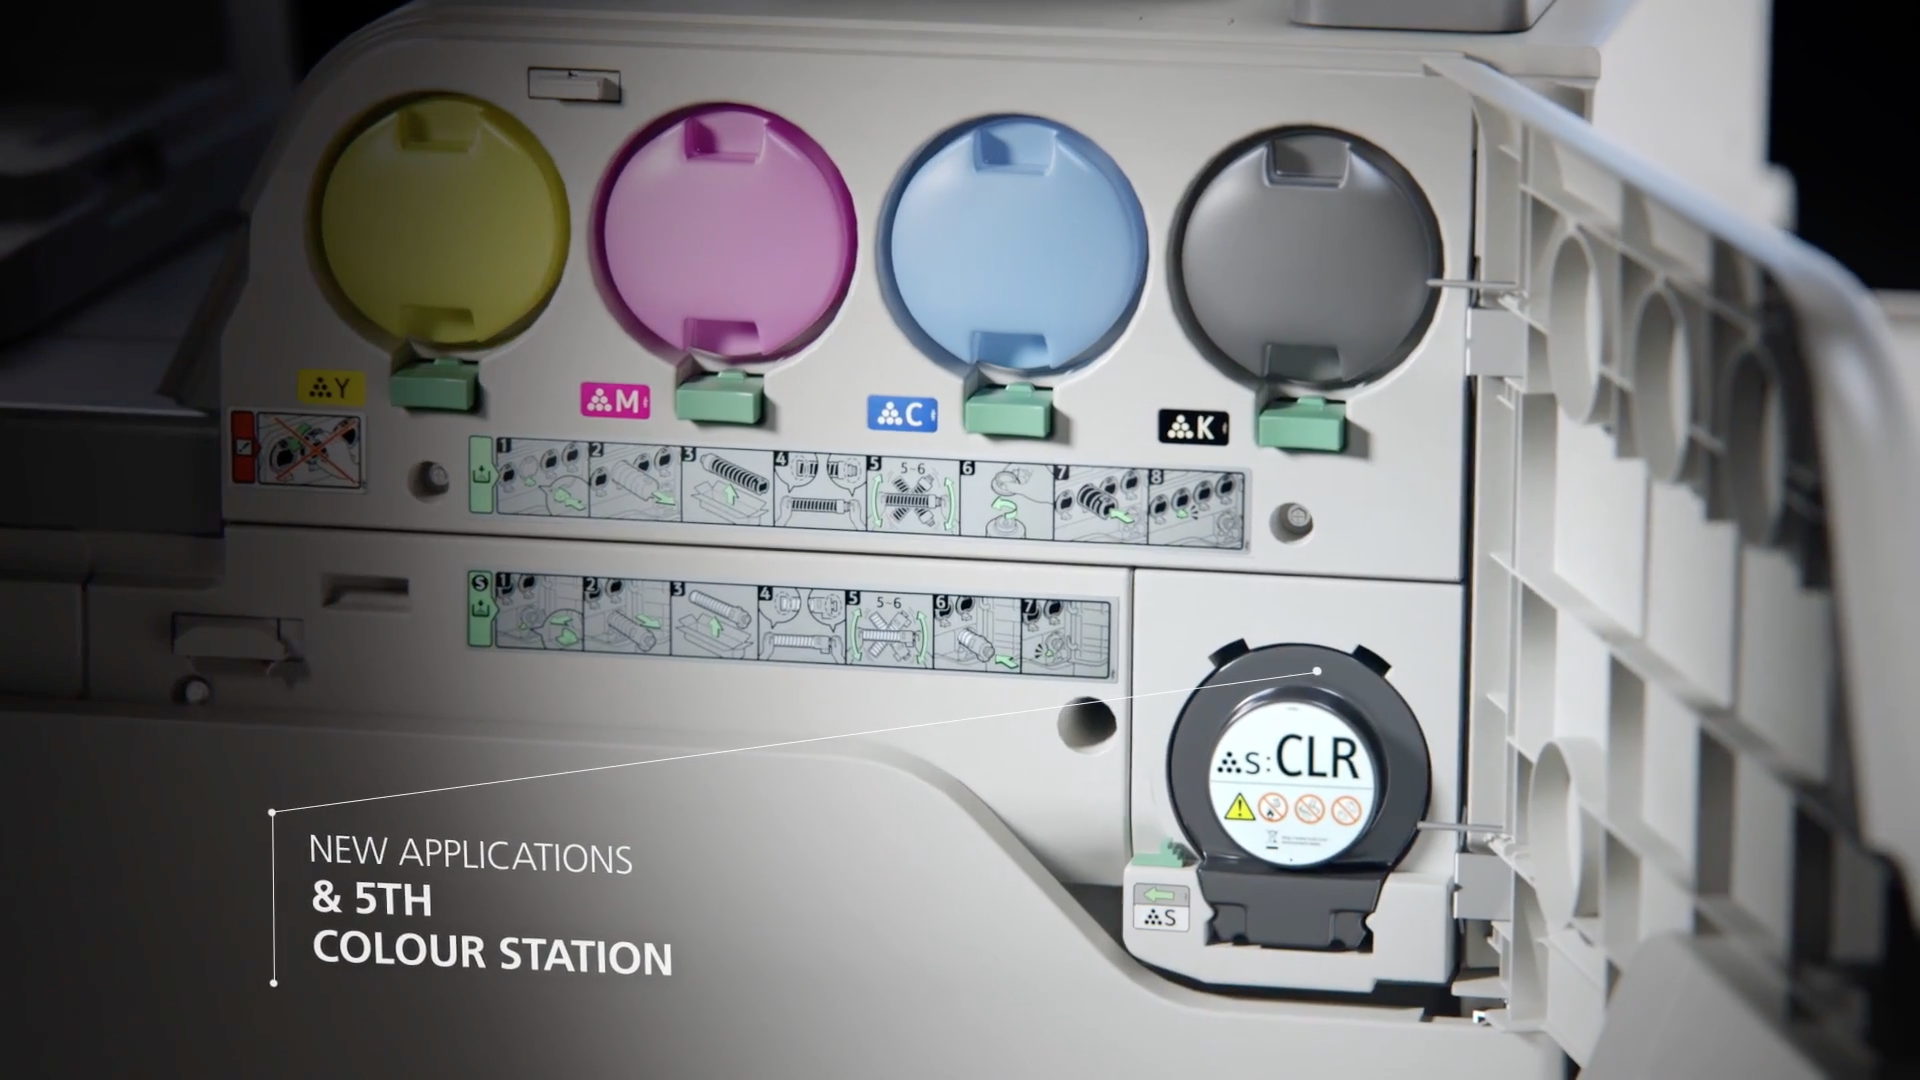 Y
M
C
K
1 2 3 4 5 6 7 8
5-6
S 1 2 3 4 5 6 7
5-6
S:CLR
S
NEW APPLICATIONS
& 5TH
COLOUR STATION